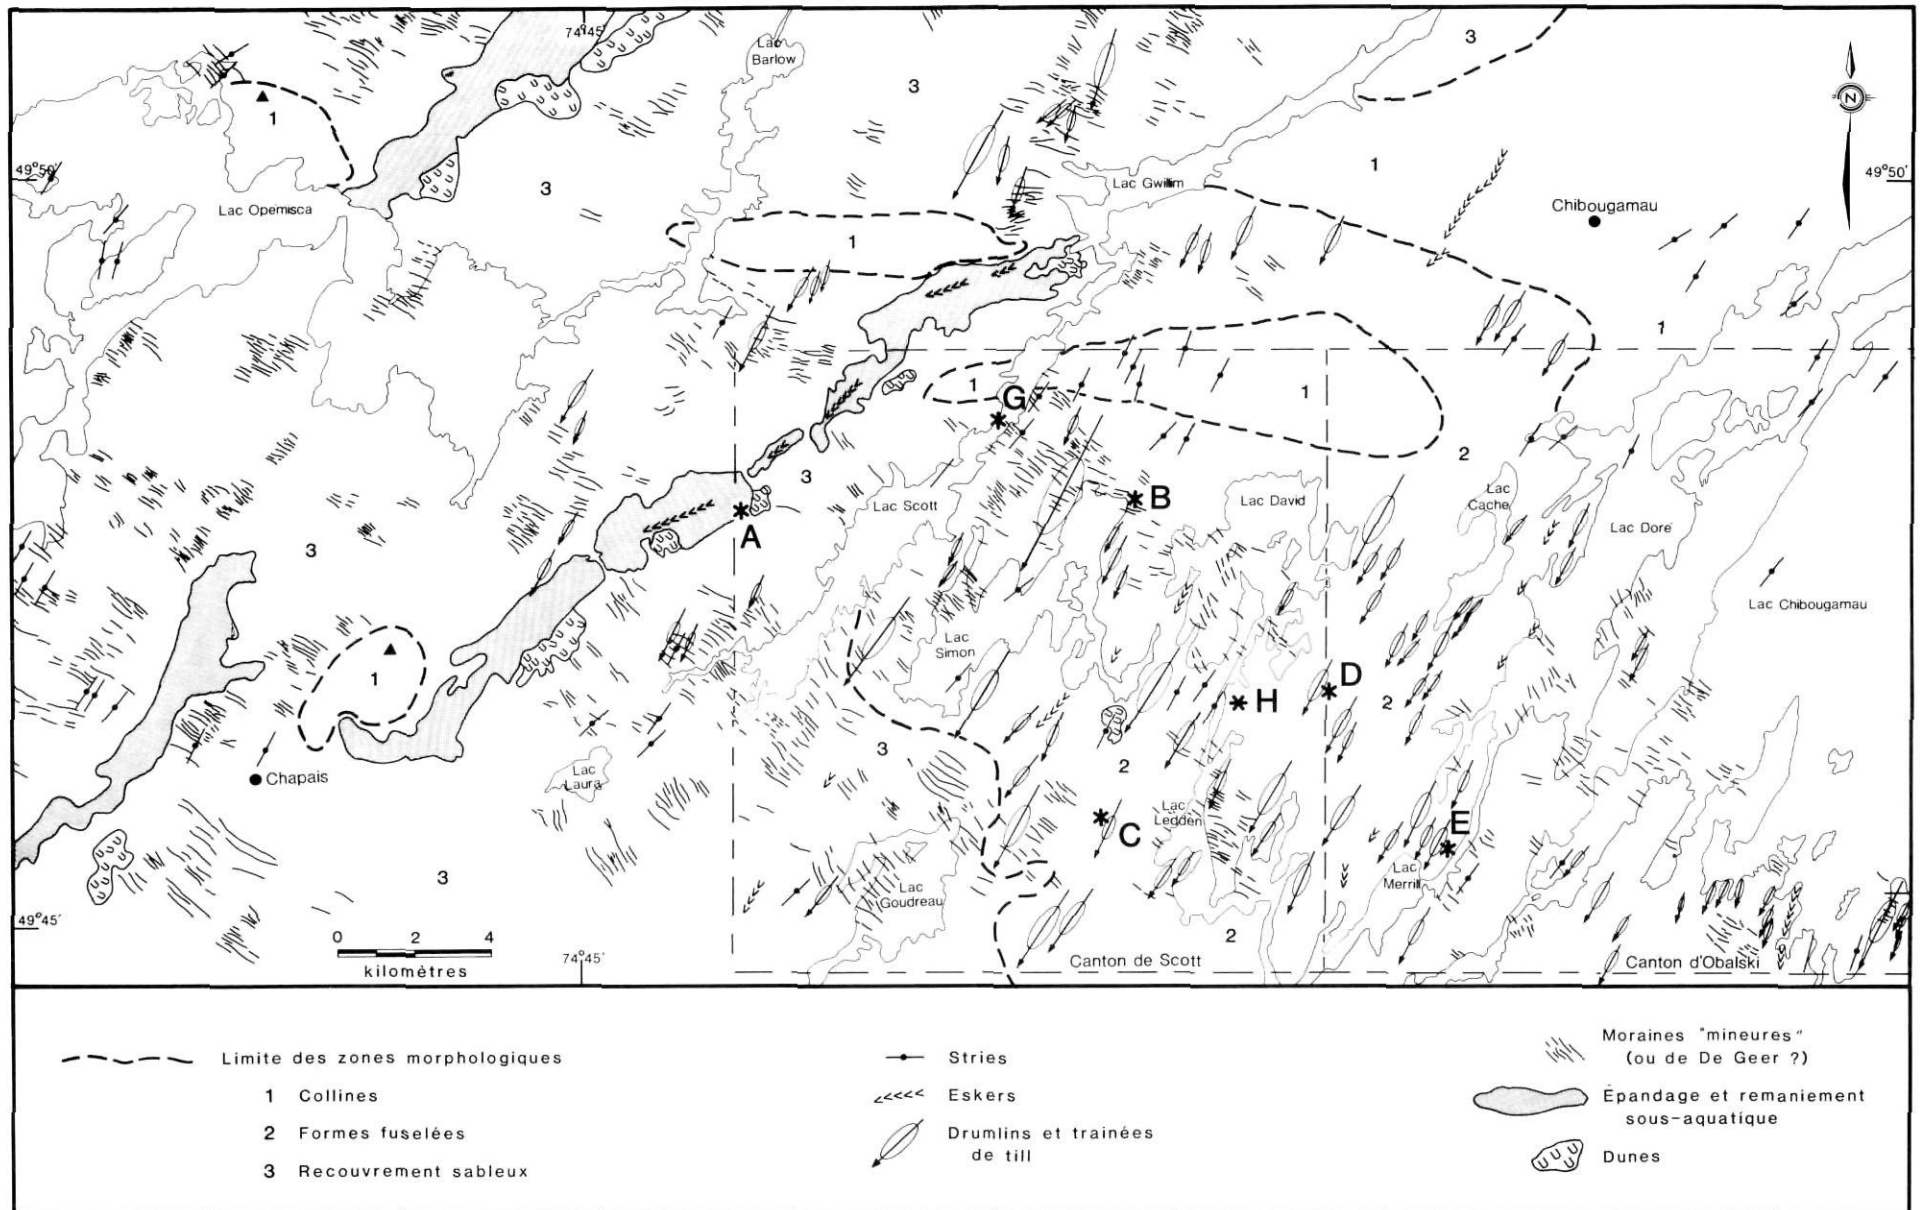 74°45'
Lac
Barlow
3
3
N
1
1
49°50'
49°50'
3
Lac Opemisca
Lac Gwillim
Chibougamau
1
1
1
1
G
2
3
Lac Scott
B
Lac David
Lac
Cache
Lac Doré
A
3
Lac Chibougamau
Lac
Simon
1
H
D
2
3
2
Chapais
Lac
Laura
C
Lac
Ledden
E
Lac
Merrill
3
Lac
Goudreau
49°45'
0 2 4
kilomètres
74°45'
2
Canton de Scott
Canton d'Obalski
Limite des zones morphologiques
1 Collines
2 Formes fuselées
3 Recouvrement sableux
Stries
Eskers
Drumlins et trainées
de till
Moraines "mineures"
(ou de De Geer ?)
Épandage et remaniement
sous-aquatique
Dunes